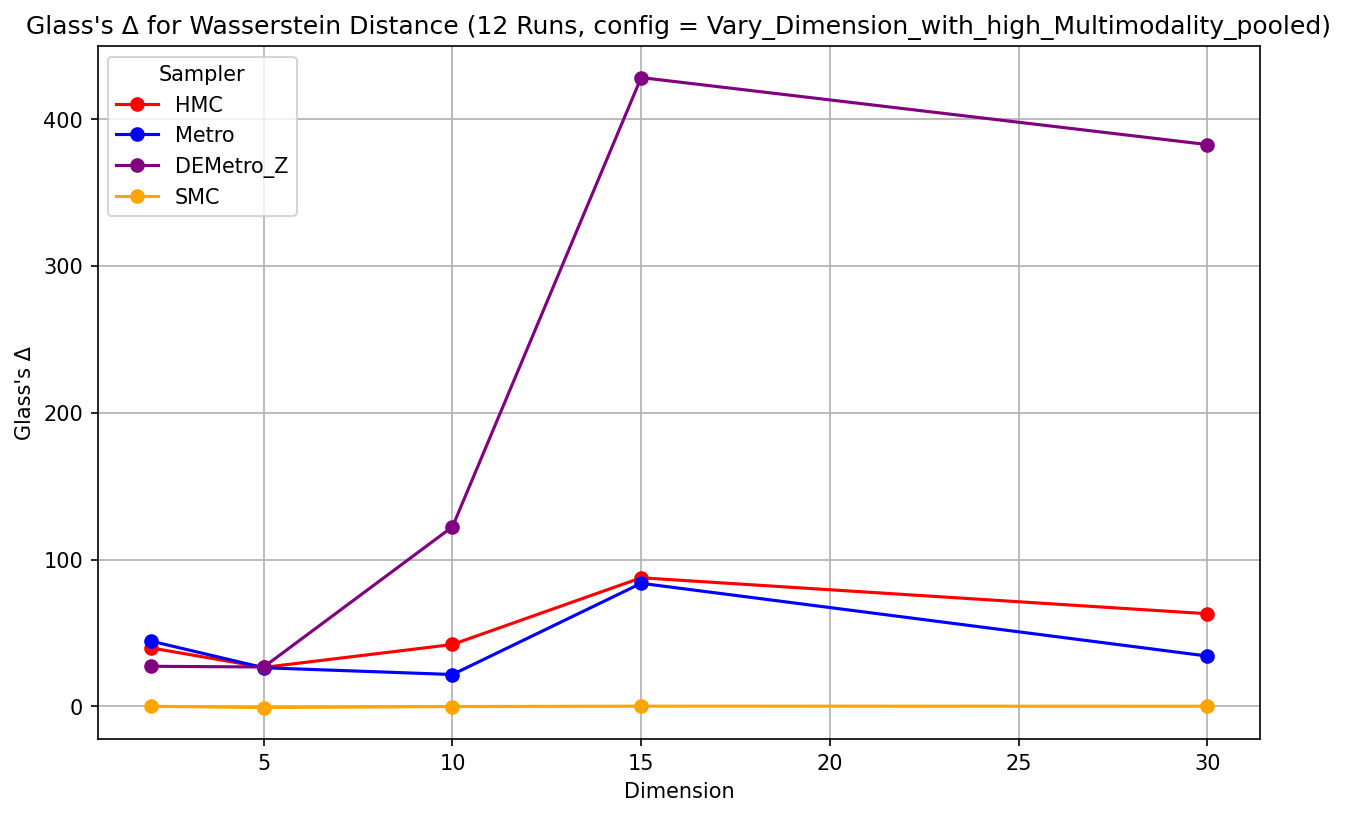 Glass's Δ for Wasserstein Distance (12 Runs, config = Vary_Dimension_with_high_Multimodality_pooled)
Sampler
HMC
Metro
DEMetro_Z
SMC
Glass's Δ
400
300
200
100
0
5
10
15
20
25
30
Dimension